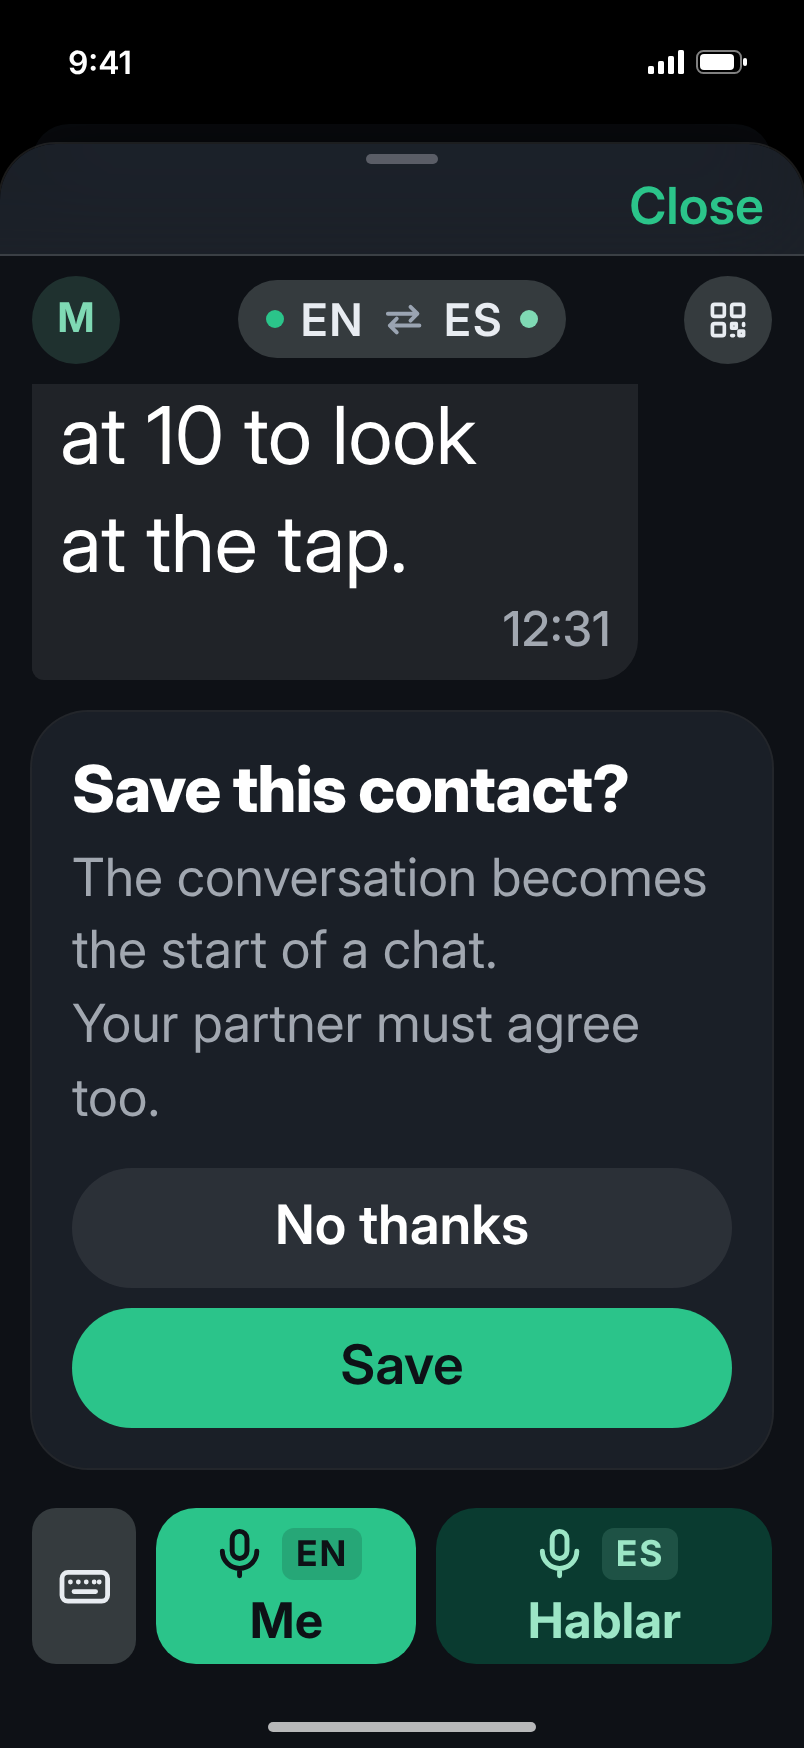 9:41
Close
M
EN ⇄ ES
at 10 to look
at the tap.
12:31
Save this contact?
The conversation becomes
the start of a chat.
Your partner must agree
too.
No thanks
Save
EN
Me
ES
Hablar